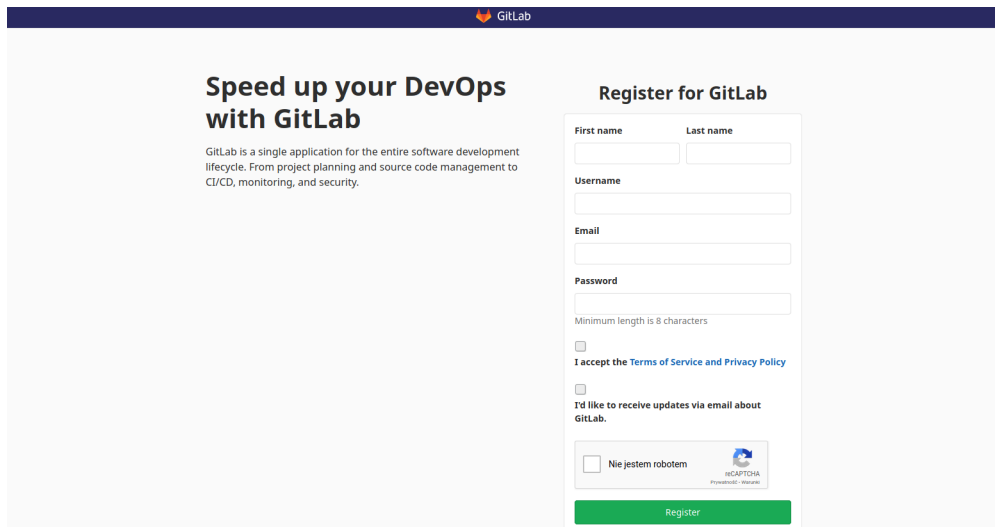 GitLab
Speed up your DevOps
with GitLab
GitLab is a single application for the entire software development
lifecycle. From project planning and source code management to
CI/CD, monitoring, and security.
Register for GitLab
First name Last name
Username
Email
Password
Minimum length is 8 characters
I accept the Terms of Service and Privacy Policy
I'd like to receive updates via email about
GitLab.
Nie jestem robotem
reCAPTCHA
Prywatność - Warunki
Register